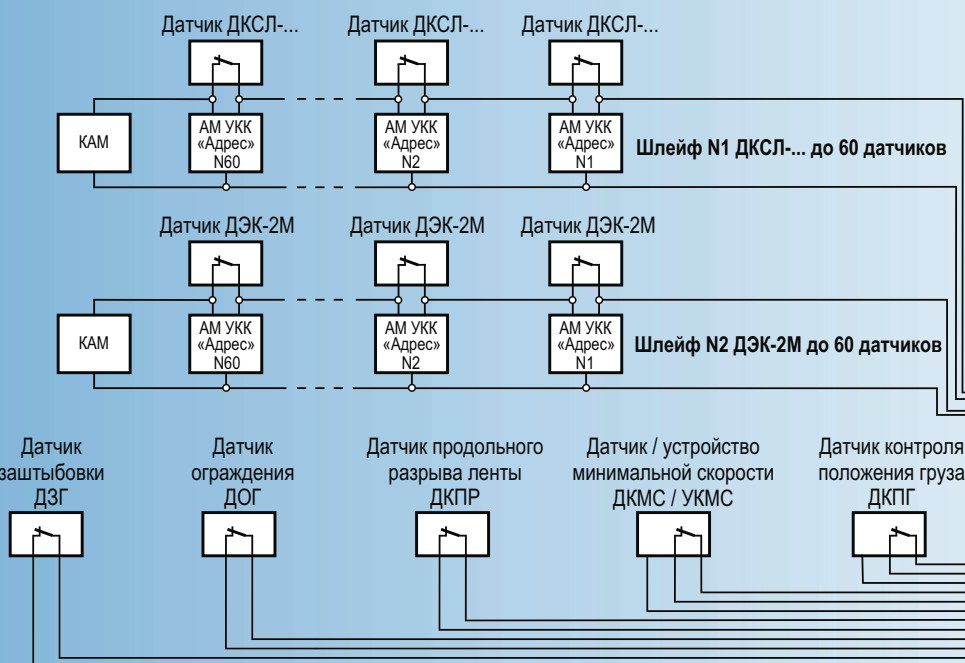 Датчик ДКСЛ-... Датчик ДКСЛ-... Датчик ДКСЛ-...
КАМ
АМ УКК
«Адрес»
N60
АМ УКК
«Адрес»
N2
АМ УКК
«Адрес»
N1
Шлейф N1 ДКСЛ-... до 60 датчиков
Датчик ДЭК-2М Датчик ДЭК-2М Датчик ДЭК-2М
КАМ
АМ УКК
«Адрес»
N60
АМ УКК
«Адрес»
N2
АМ УКК
«Адрес»
N1
Шлейф N2 ДЭК-2М до 60 датчиков
Датчик
заштыбовки
ДЗГ
Датчик
ограждения
ДОГ
Датчик продольного
разрыва ленты
ДКПР
Датчик / устройство
минимальной скорости
ДКМС / УКМС
Датчик контроля
положения груза
ДКПГ